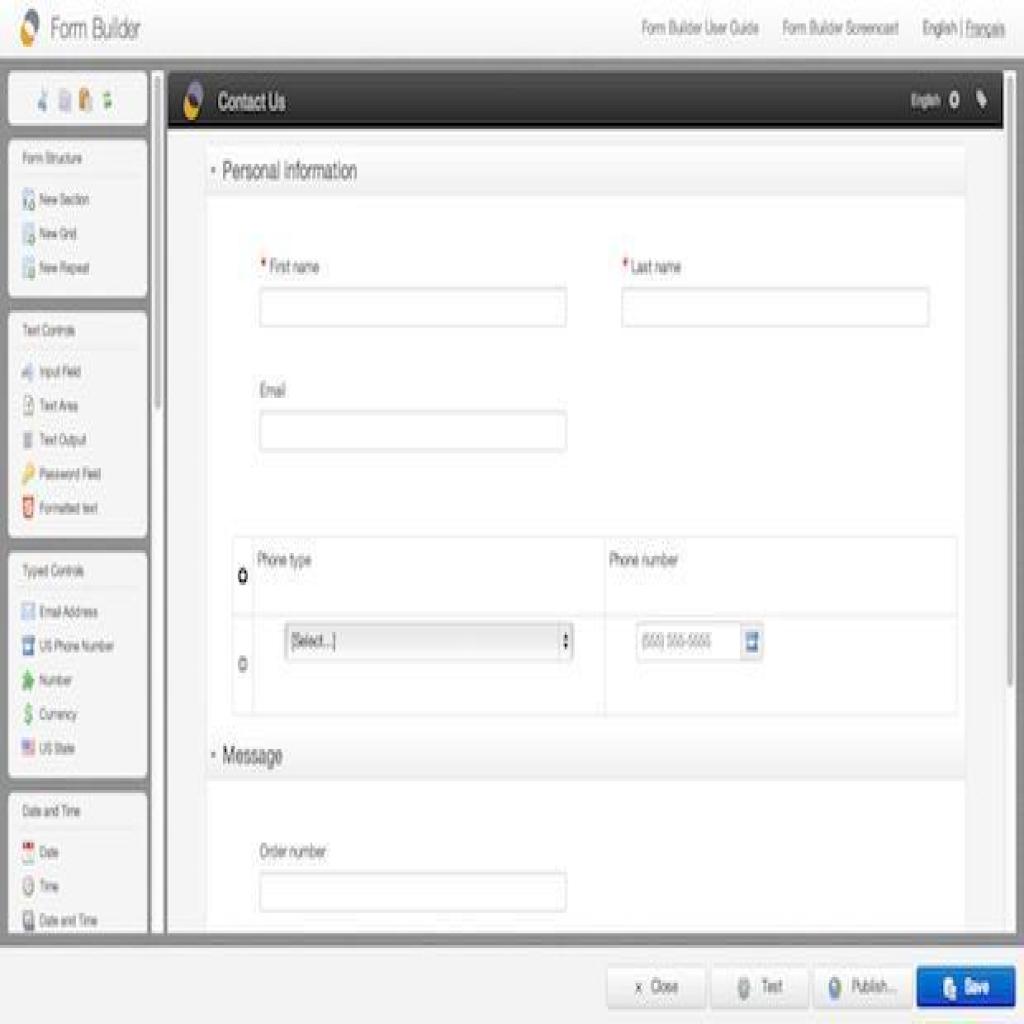 Form Builder
Form Builder User Guide
Form Builder Screencast
English | Français
Contact Us
English
Form Structure
New Section
New Grid
New Repeat
Text Controls
Input Field
Text Area
Text Output
Password Field
Formatted text
Typed Controls
Email Address
US Phone Number
Number
Currency
US State
Date and Time
Date
Time
Date and Time
Personal information
* First name
* Last name
Email
Phone type
Phone number
[Select...]
(555) 555-5555
Message
Order number
x Close
Test
Publish...
Save